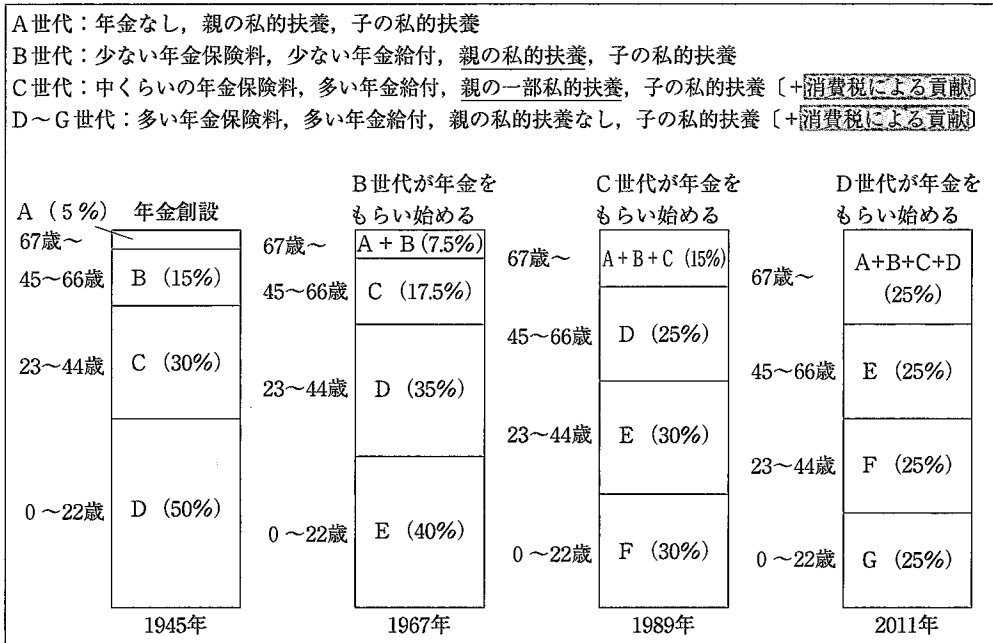 A世代：年金なし，親の私的扶養，子の私的扶養
B世代：少ない年金保険料，少ない年金給付，親の私的扶養，子の私的扶養
C世代：中くらいの年金保険料，多い年金給付，親の一部私的扶養，子の私的扶養〔+消費税による貢献〕
D～G世代：多い年金保険料，多い年金給付，親の私的扶養なし，子の私的扶養〔+消費税による貢献〕
A（5%） 年金創設
67歳～
45～66歳 B（15%）
23～44歳 C（30%）
0～22歳 D（50%）
1945年
B世代が年金を
もらい始める
67歳～ A＋B(7.5%)
45～66歳 C（17.5%）
23～44歳 D（35%）
0～22歳 E（40%）
1967年
C世代が年金を
もらい始める
67歳～ A+B+C（15%）
45～66歳 D（25%）
23～44歳 E（30%）
0～22歳 F（30%）
1989年
D世代が年金を
もらい始める
67歳～ A+B+C+D
（25%）
45～66歳 E（25%）
23～44歳 F（25%）
0～22歳 G（25%）
2011年